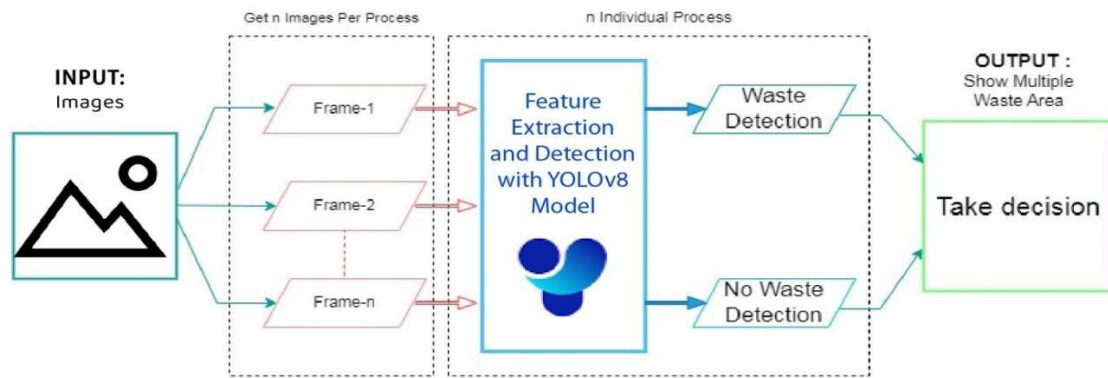 Get n Images Per Process
n Individual Process
INPUT:
Images
Frame-1
Frame-2
Frame-n
Feature
Extraction
and Detection
with YOLOv8
Model
Waste
Detection
No Waste
Detection
OUTPUT :
Show Multiple
Waste Area
Take decision